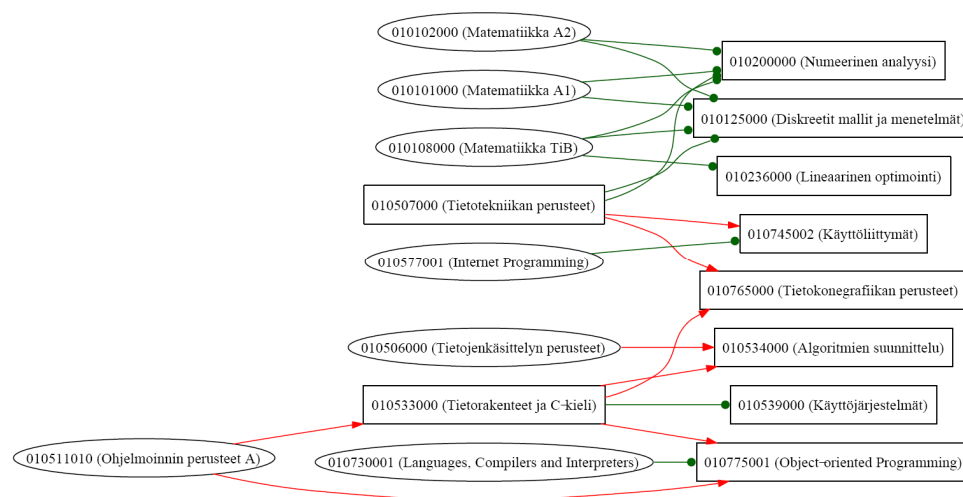 010102000 (Matematiikka A2)
010200000 (Numeerinen analyysi)
010101000 (Matematiikka A1)
010125000 (Diskreetit mallit ja menetelmät)
010108000 (Matematiikka TiB)
010236000 (Lineaarinen optimointi)
010507000 (Tietotekniikan perusteet)
010745002 (Käyttöliittymät)
010577001 (Internet Programming)
010765000 (Tietokonegrafiikan perusteet)
010506000 (Tietojenkäsittelyn perusteet)
010534000 (Algoritmien suunnittelu)
010533000 (Tietorakenteet ja C-kieli)
010539000 (Käyttöjärjestelmät)
010511010 (Ohjelmoinnin perusteet A)
010730001 (Languages, Compilers and Interpreters)
010775001 (Object-oriented Programming)